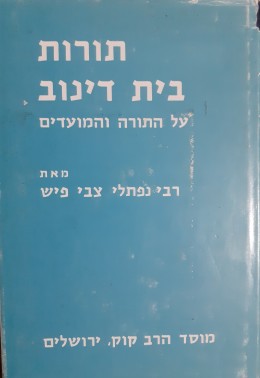 תורות
בית דינוב
על התורה והמועדים
מאת
רבי נפתלי צבי פיש
מוסד הרב קוק, ירושלים